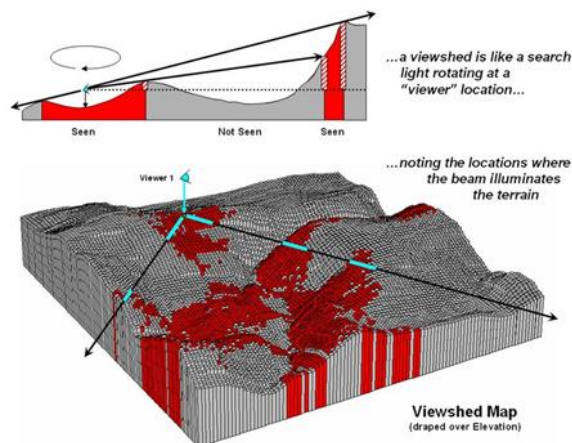 ...a viewshed is like a search
light rotating at a
“viewer” location...
Seen
Not Seen
Seen
...noting the locations where
the beam illuminates
the terrain
Viewer 1
Viewshed Map
(draped over Elevation)